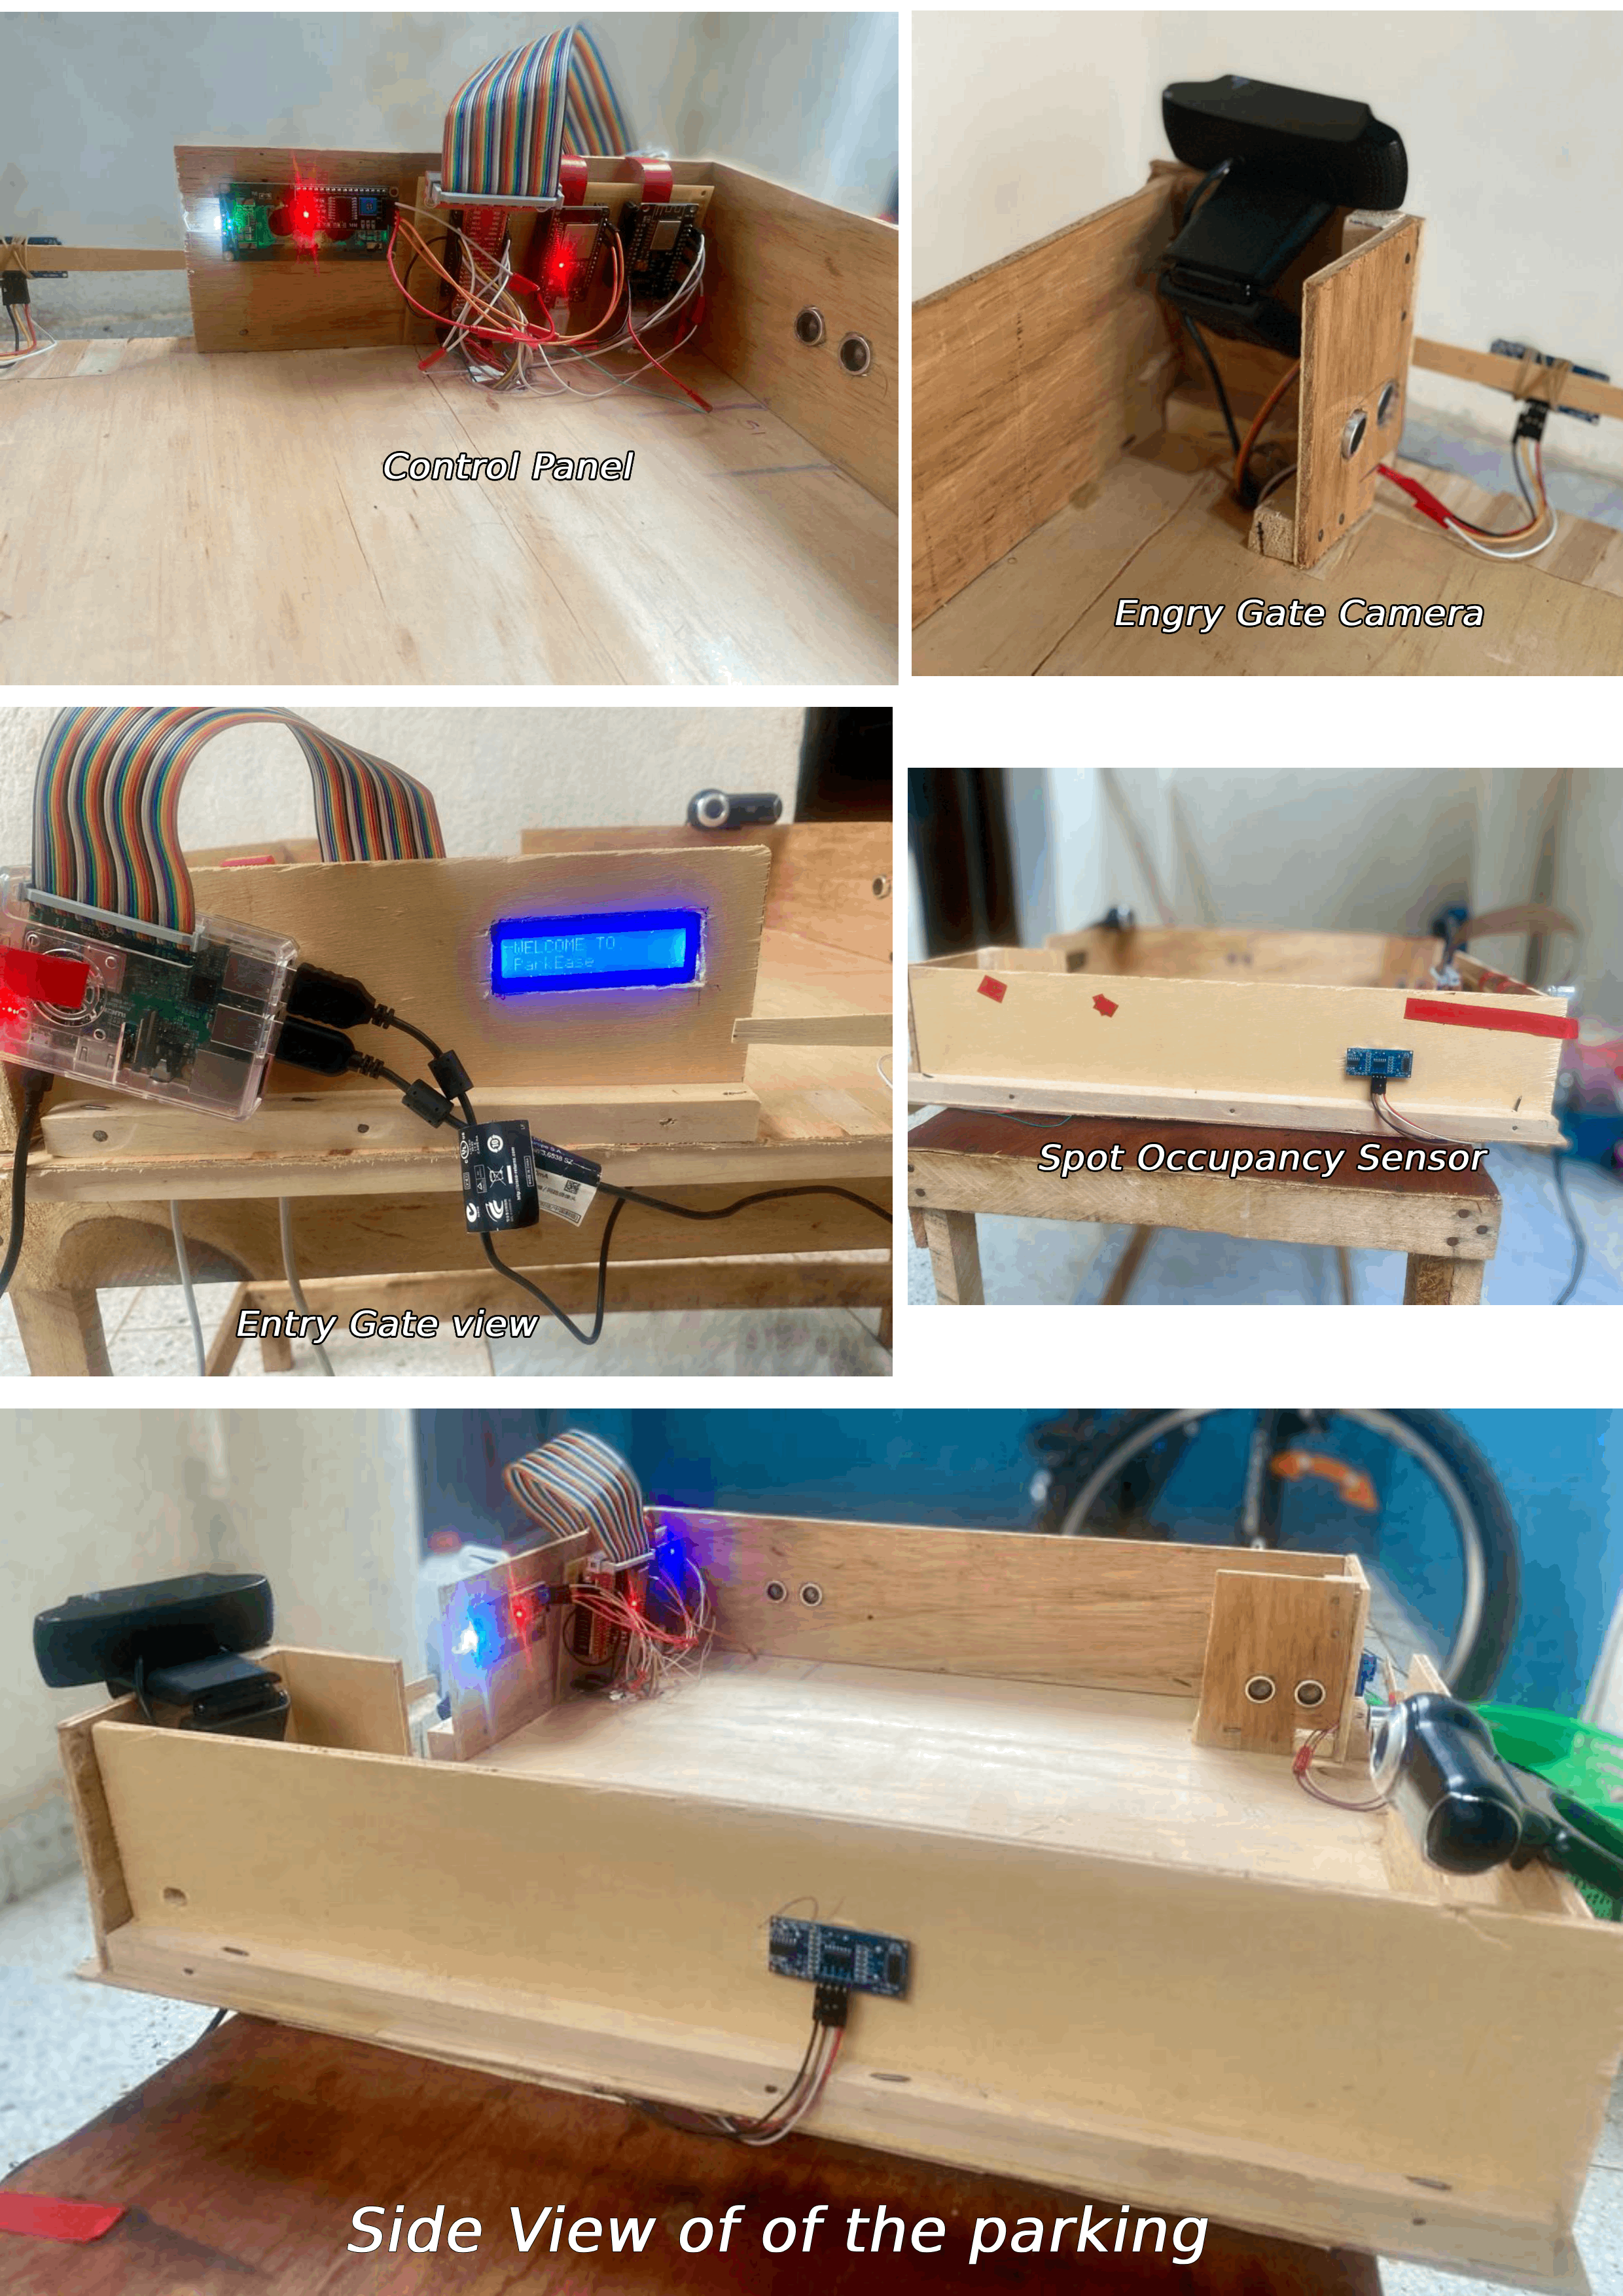 Control Panel
Engry Gate Camera
WELCOME TO
ParkEase
Entry Gate view
Spot Occupancy Sensor
Side View of of the parking